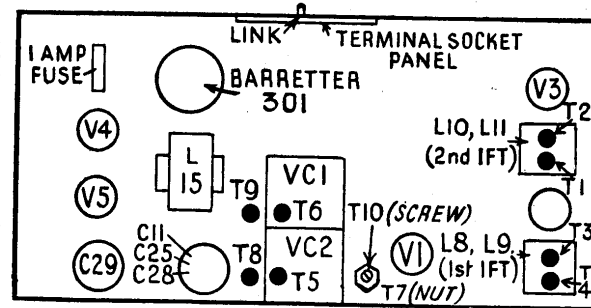 LINK
TERMINAL SOCKET
PANEL
1 AMP
FUSE
BARRETTER
301
V3
T2
V4
L10, L11
(2nd IFT)
L
15
VC1
T1
V5
T9
T6
T10 (SCREW)
C11
C25
C28
C29
T8
VC2
T5
V1
L8, L9.
(1st IFT)
T3
T7 (NUT)
T
4